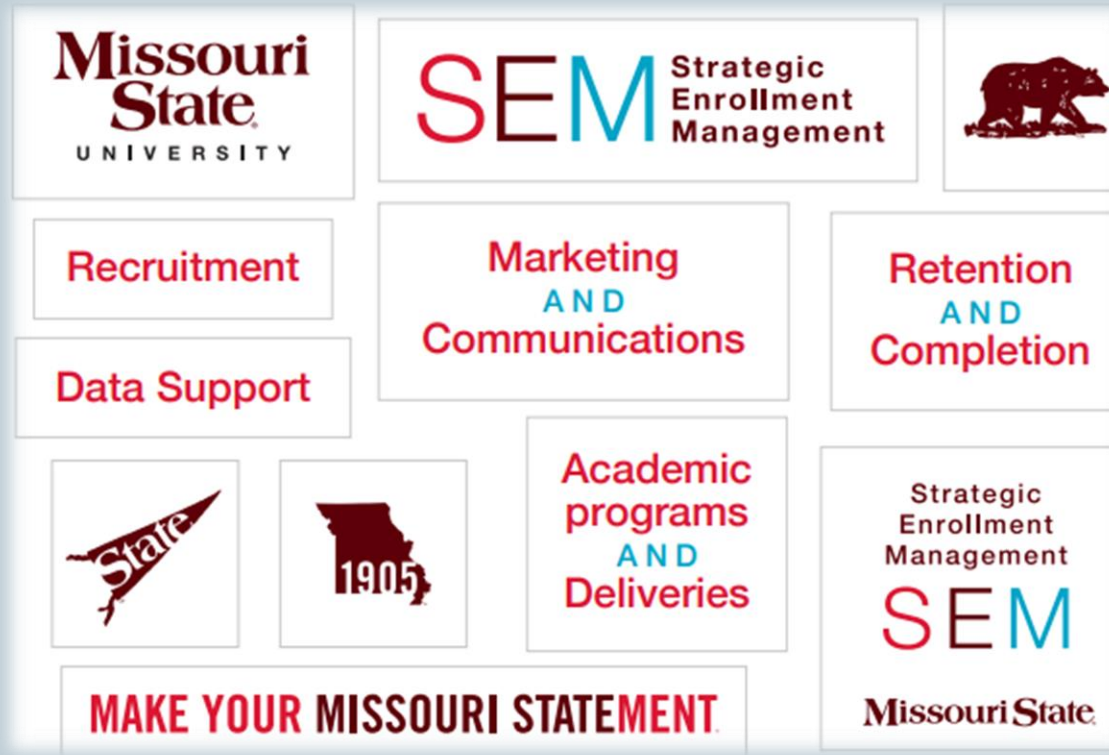 Missouri
State
UNIVERSITY
SEM
Strategic
Enrollment
Management
Recruitment
Marketing
AND
Communications
Retention
AND
Completion
Data Support
State
1905
Academic
programs
AND
Deliveries
Strategic
Enrollment
Management
SEM
Missouri State
MAKE YOUR MISSOURI STATEMENT